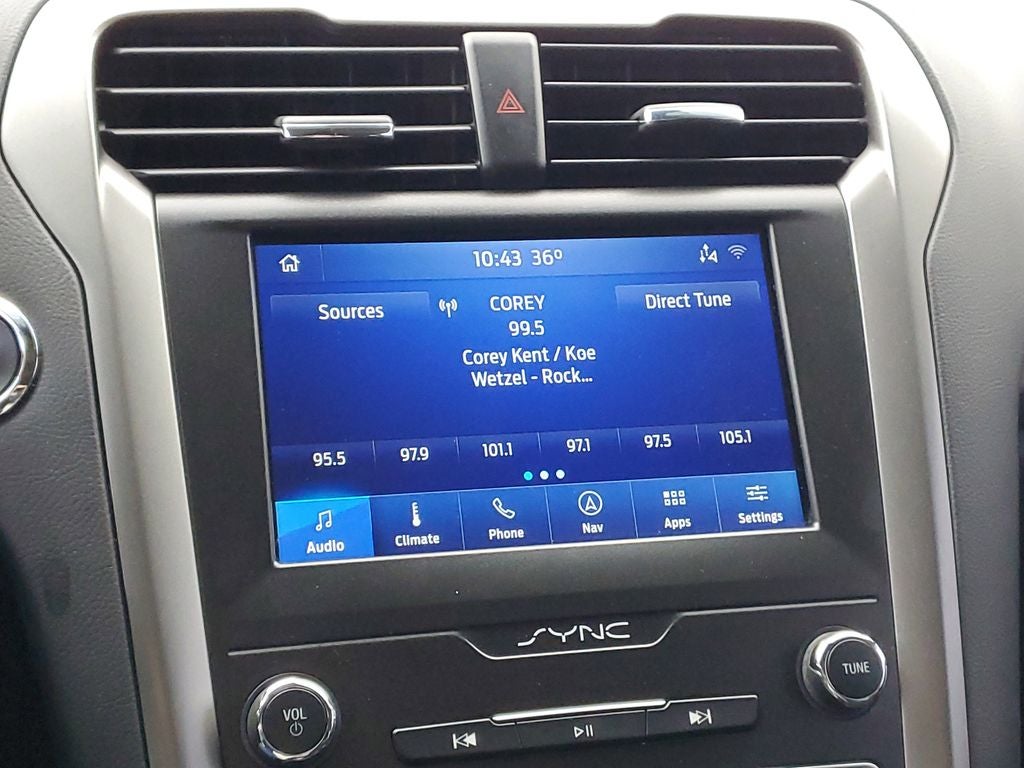 10:43 36°
Sources
COREY
Direct Tune
99.5
Corey Kent / Koe
Wetzel - Rock...
95.5 97.9 101.1 97.1 97.5 105.1
Audio Climate Phone Nav Apps Settings
SYNC
VOL
TUNE